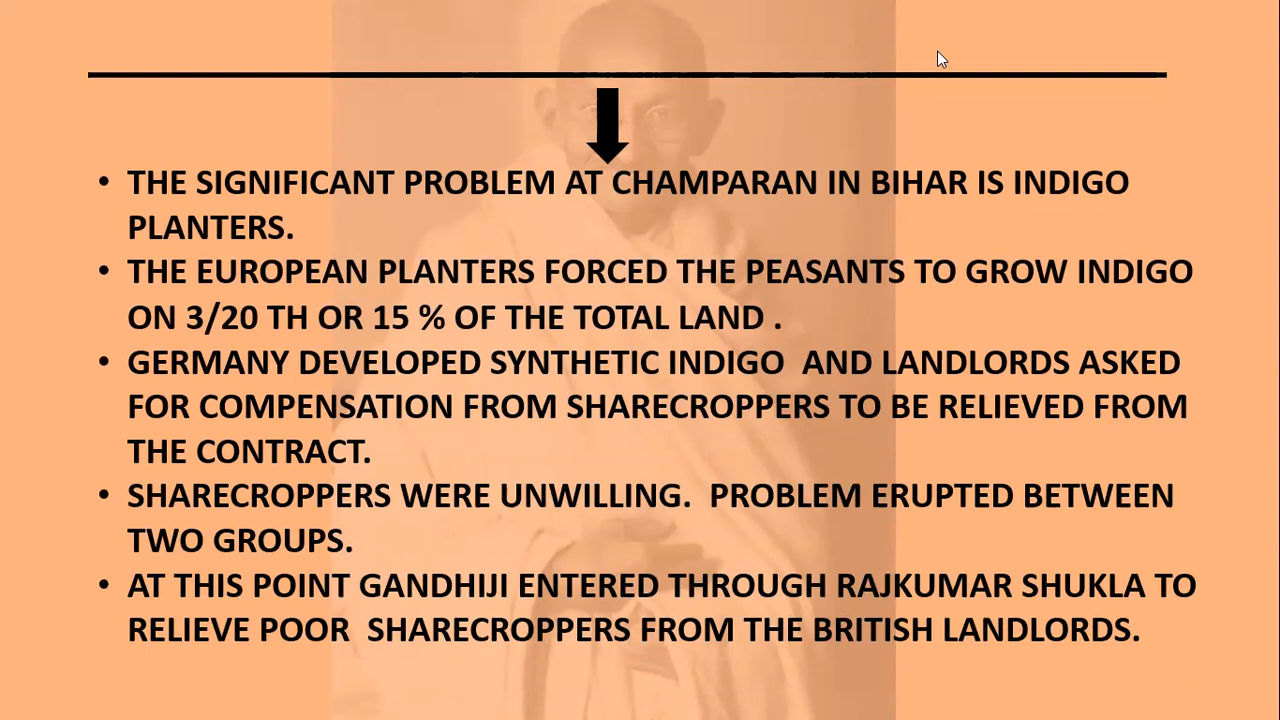 • THE SIGNIFICANT PROBLEM AT CHAMPARAN IN BIHAR IS INDIGO
PLANTERS.
• THE EUROPEAN PLANTERS FORCED THE PEASANTS TO GROW INDIGO
ON 3/20 TH OR 15 % OF THE TOTAL LAND .
• GERMANY DEVELOPED SYNTHETIC INDIGO  AND LANDLORDS ASKED
FOR COMPENSATION FROM SHARECROPPERS TO BE RELIEVED FROM
THE CONTRACT.
• SHARECROPPERS WERE UNWILLING.  PROBLEM ERUPTED BETWEEN
TWO GROUPS.
• AT THIS POINT GANDHIJI ENTERED THROUGH RAJKUMAR SHUKLA TO
RELIEVE POOR  SHARECROPPERS FROM THE BRITISH LANDLORDS.